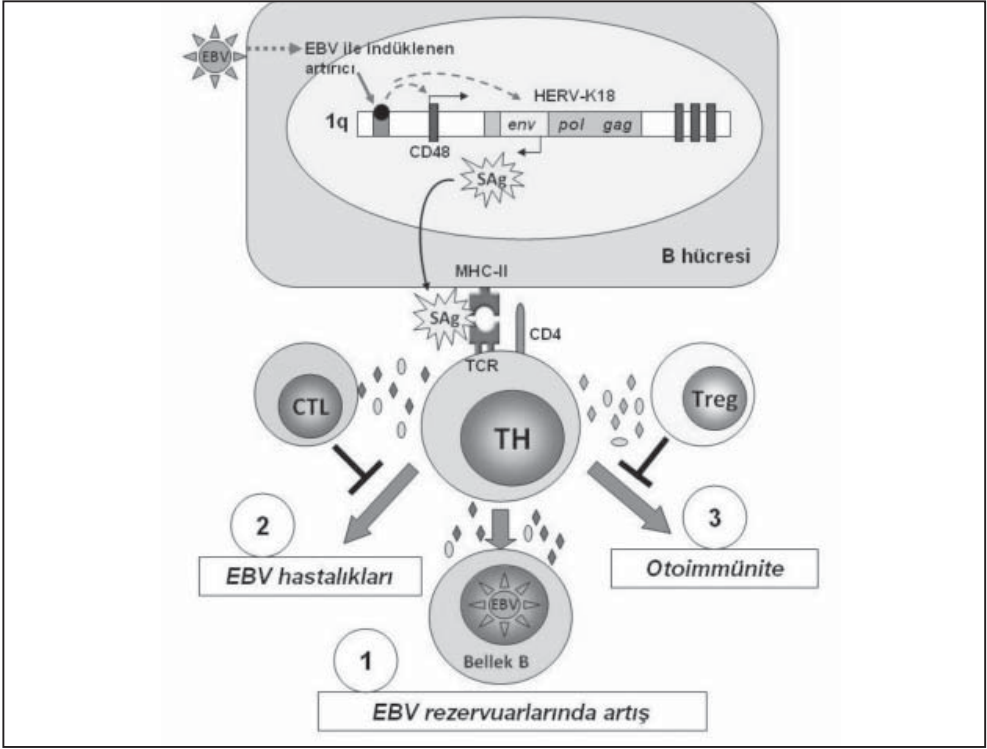 EBV
EBV ile indüklenen
artırıcı
HERV-K18
1q
env pol gag
CD48
SAg
B hücresi
MHC-II
SAg
CD4
TCR
CTL
TH
Treg
2
3
EBV hastalıkları
Otoimmünite
EBV
Bellek B
1
EBV rezervuarlarında artış